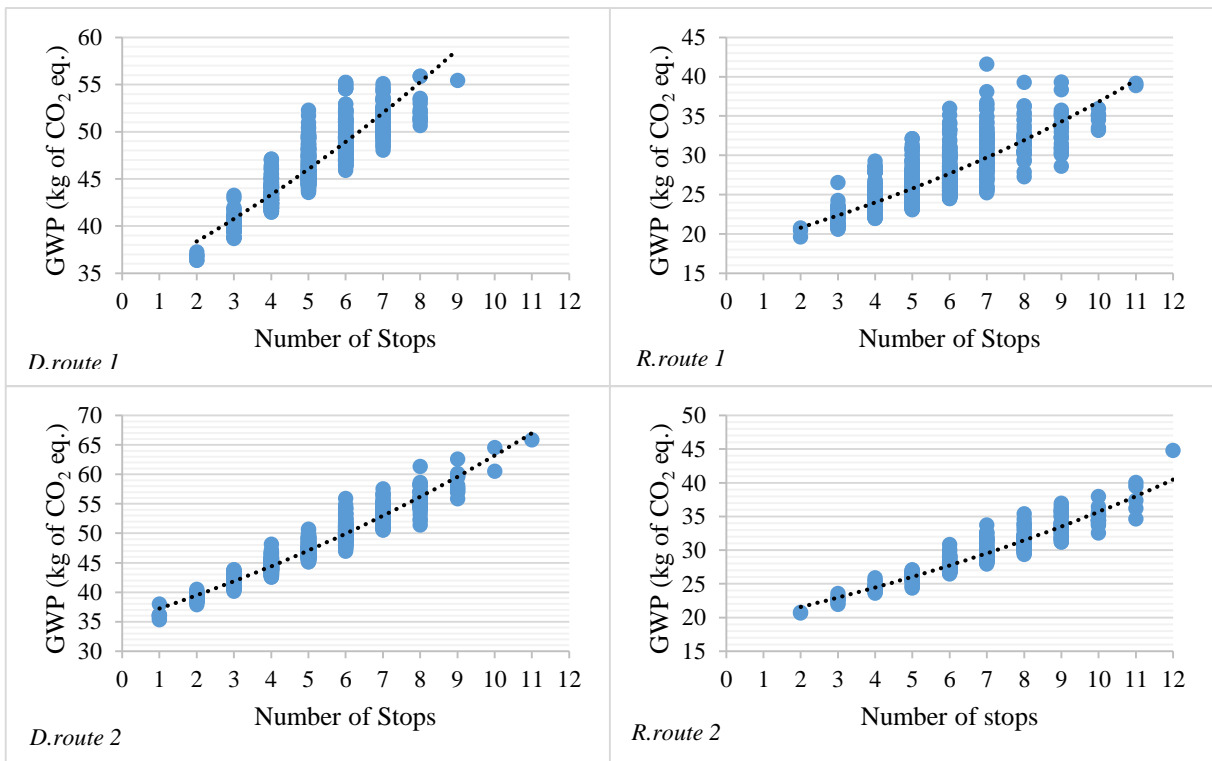 60
55
50
45
40
35
GWP (kg of CO₂ eq.)
0 1 2 3 4 5 6 7 8 9 10 11 12
Number of Stops
D.route 1
45
40
35
30
25
20
15
GWP (kg of CO₂ eq.)
0 1 2 3 4 5 6 7 8 9 10 11 12
Number of Stops
R.route 1
70
65
60
55
50
45
40
35
30
GWP (kg of CO₂ eq.)
0 1 2 3 4 5 6 7 8 9 10 11 12
Number of Stops
D.route 2
50
45
40
35
30
25
20
15
GWP (kg of CO₂ eq.)
0 1 2 3 4 5 6 7 8 9 10 11 12
Number of stops
R.route 2